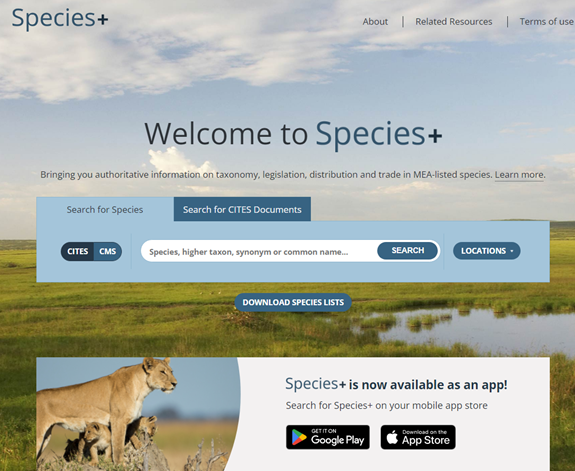 Species+
About | Related Resources | Terms of use
Welcome to Species+
Bringing you authoritative information on taxonomy, legislation, distribution and trade in MEA-listed species. Learn more.
Search for Species
Search for CITES Documents
CITES CMS
Species, higher taxon, synonym or common name...
SEARCH
LOCATIONS
DOWNLOAD SPECIES LISTS
Species+ is now available as an app!
Search for Species+ on your mobile app store
GET IT ON
Google Play
Download on the
App Store